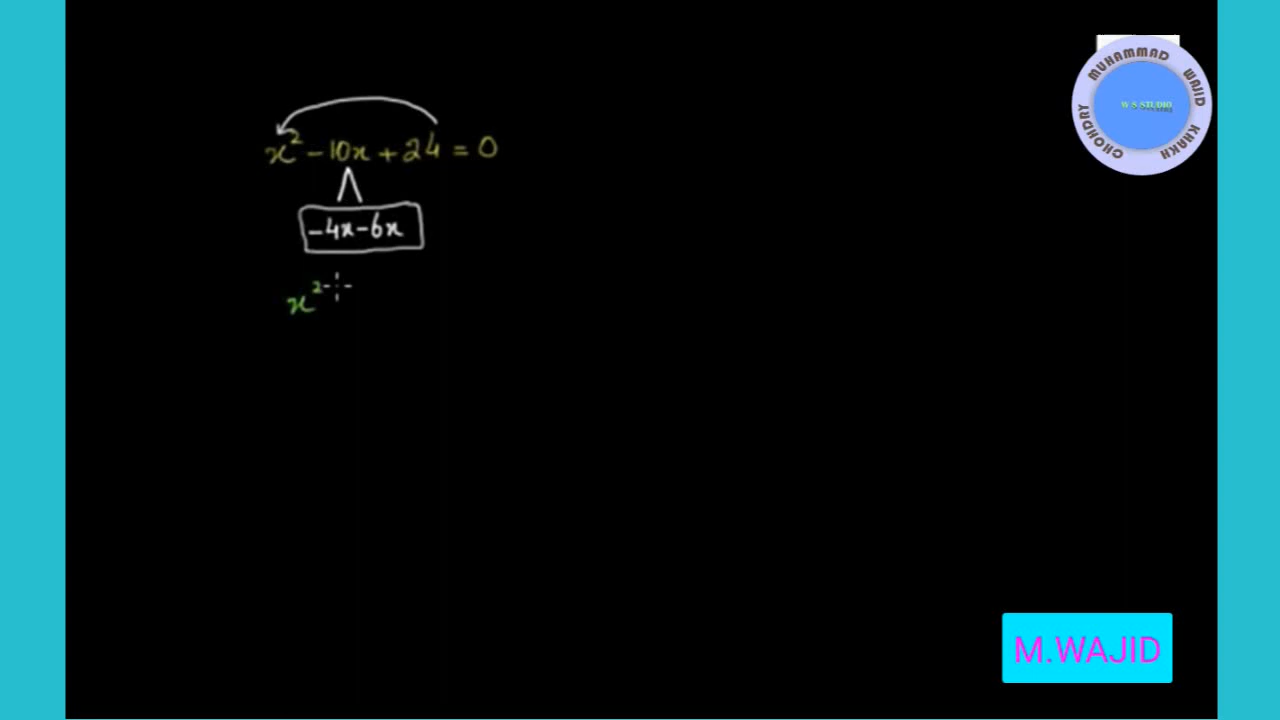 x² − 10x + 24 = 0
−4x − 6x
x²
MUHAMMAD WAJID KHAKH CHOHDRY
W S STUDIO
M.WAJID